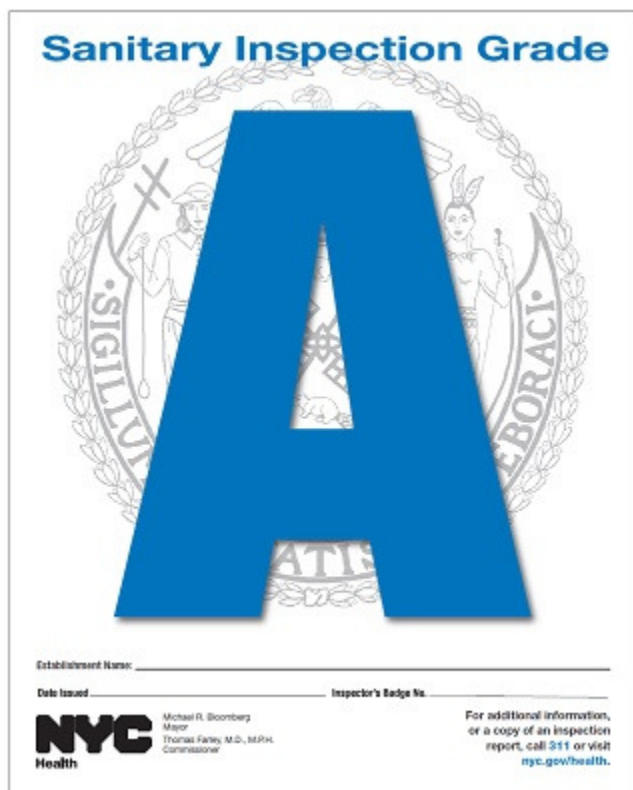 Sanitary Inspection Grade
A
·SIGILLUM
EBORACI·
ATIS
Establishment Name:
Date Issued
Inspector's Badge No.
NYC
Health
Michael R. Bloomberg
Mayor
Thomas Farley, M.D., M.P.H.
Commissioner
For additional information,
or a copy of an inspection
report, call 311 or visit
nyc.gov/health.